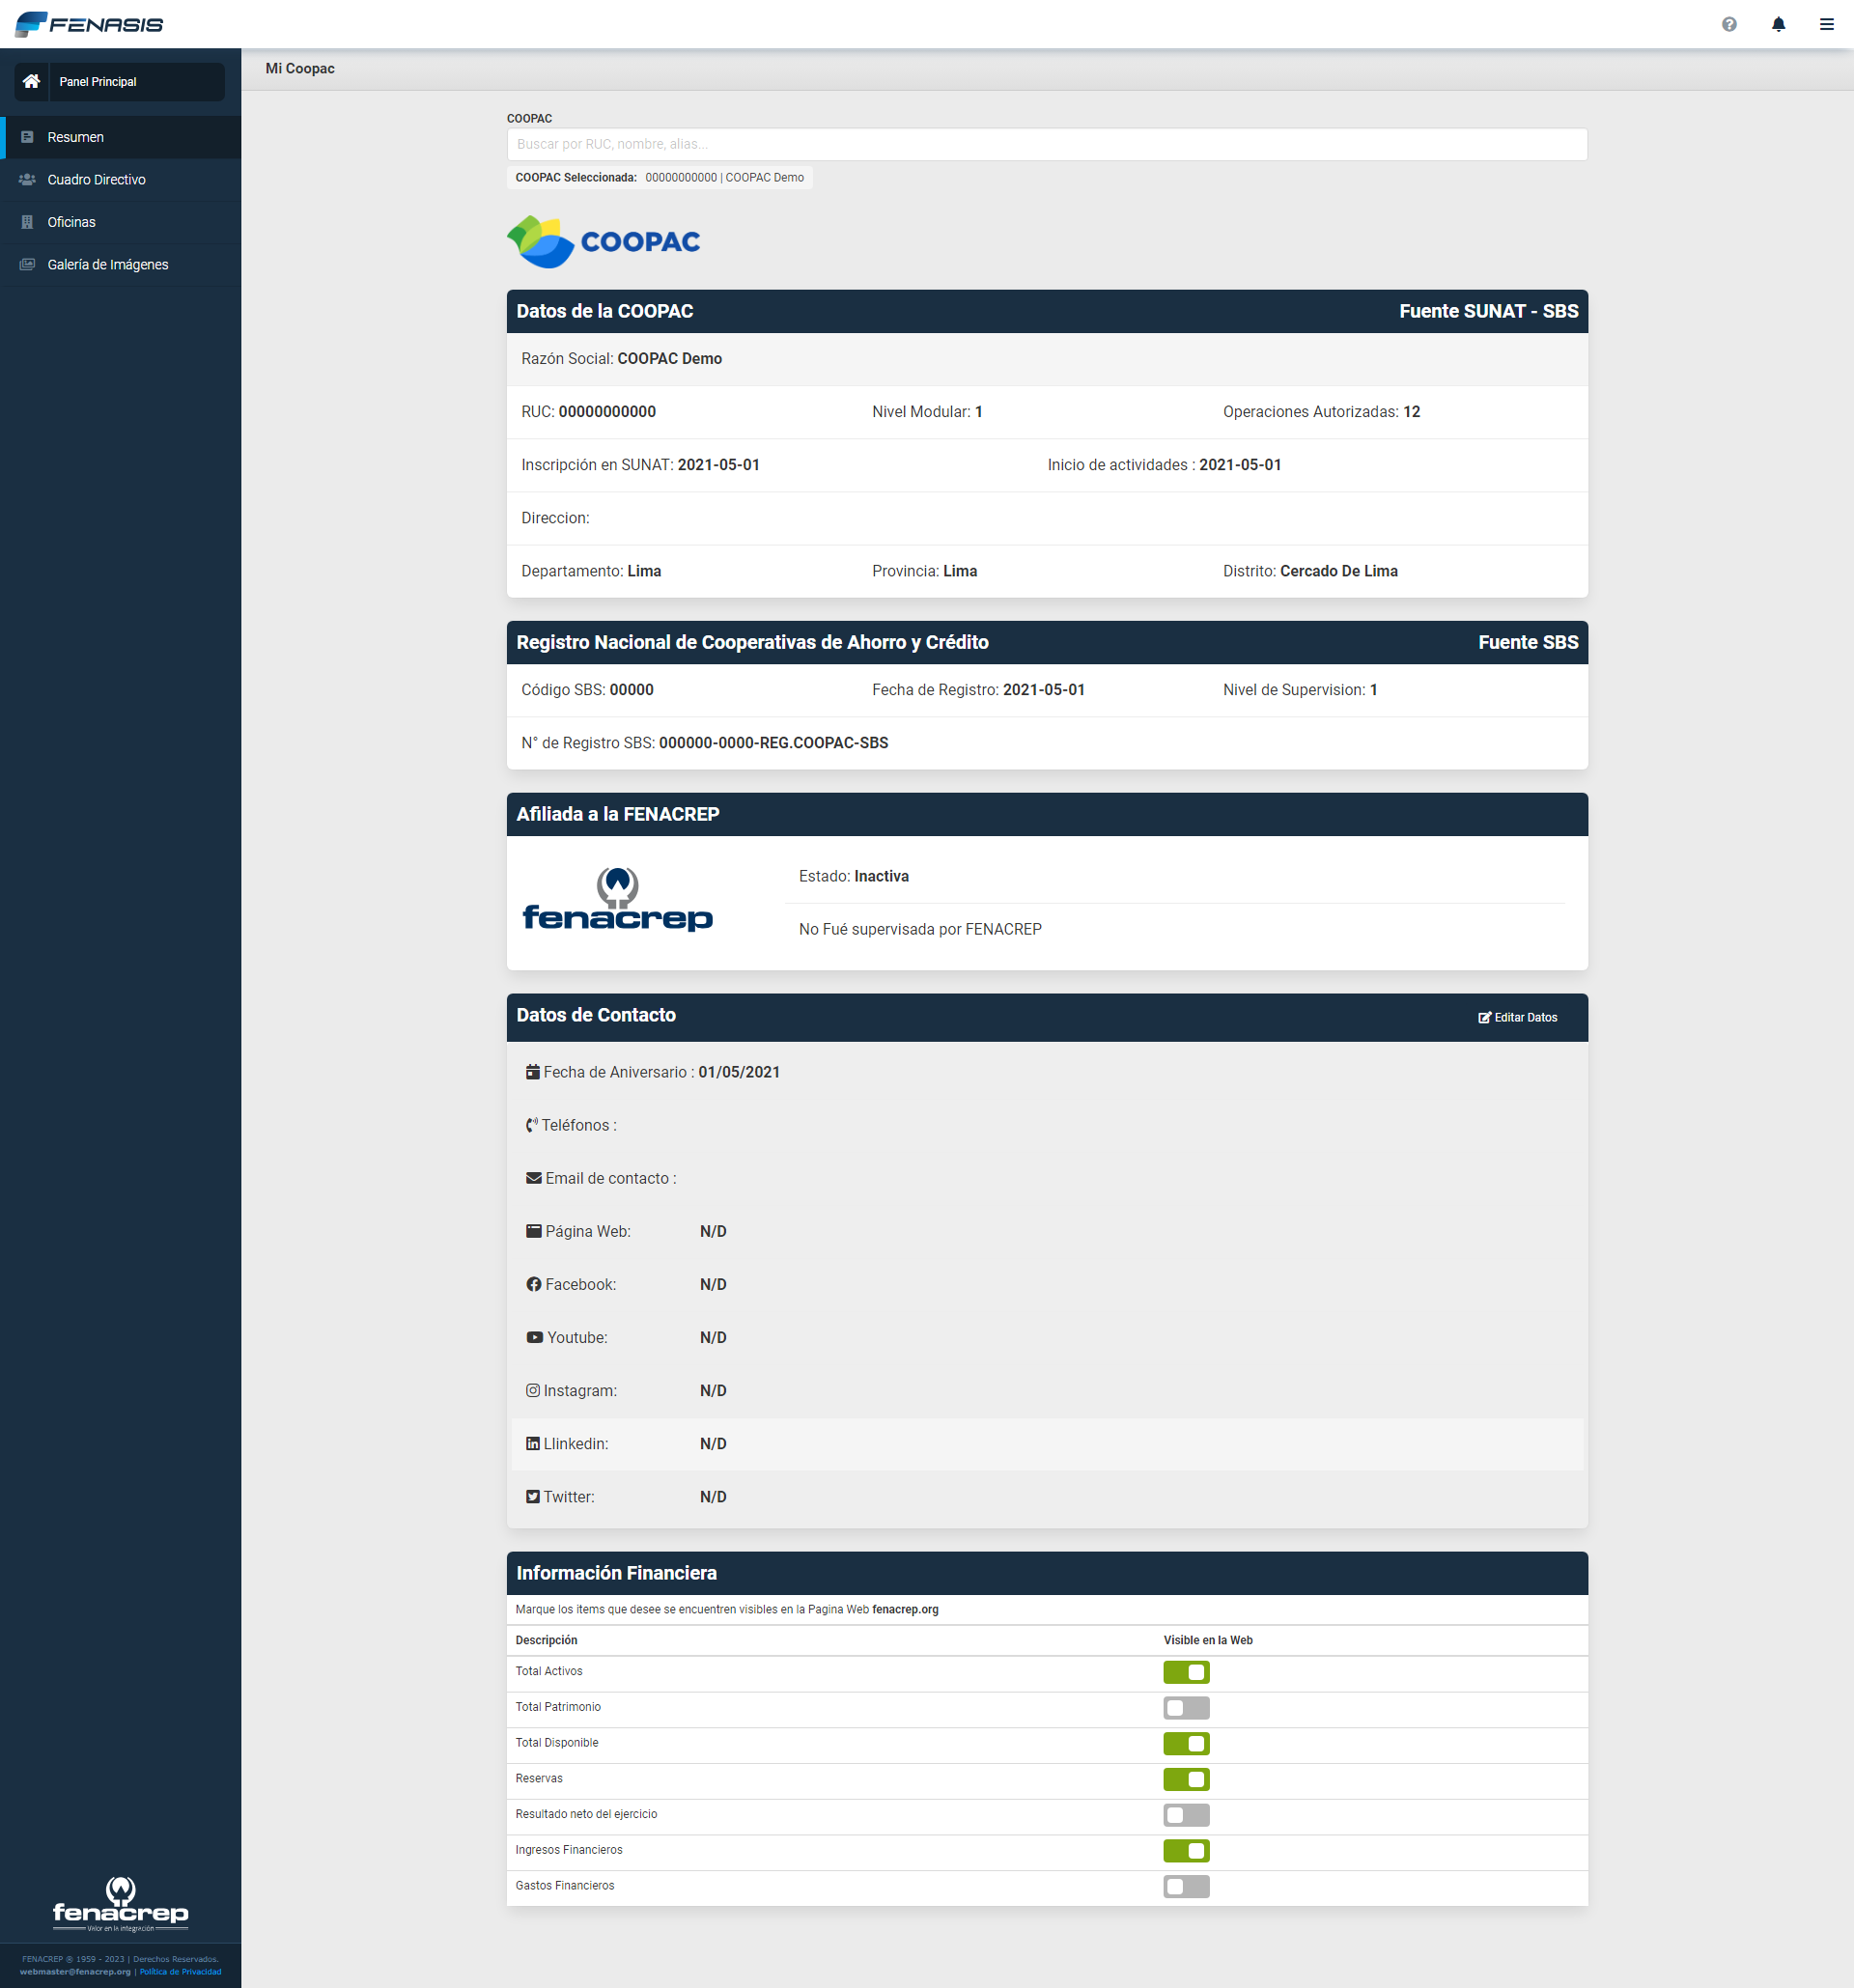 FENASIS
Panel Principal
Resumen
Cuadro Directivo
Oficinas
Galería de Imágenes
Mi Coopac
COOPAC
Buscar por RUC, nombre, alias...
COOPAC Seleccionada: 00000000000 | COOPAC Demo
COOPAC
Datos de la COOPAC Fuente SUNAT - SBS
Razón Social: COOPAC Demo
RUC: 00000000000 Nivel Modular: 1 Operaciones Autorizadas: 12
Inscripción en SUNAT: 2021-05-01 Inicio de actividades : 2021-05-01
Direccion:
Departamento: Lima Provincia: Lima Distrito: Cercado De Lima
Registro Nacional de Cooperativas de Ahorro y Crédito Fuente SBS
Código SBS: 00000 Fecha de Registro: 2021-05-01 Nivel de Supervision: 1
N° de Registro SBS: 000000-0000-REG.COOPAC-SBS
Afiliada a la FENACREP
fenacrep
Estado: Inactiva
No Fué supervisada por FENACREP
Datos de Contacto Editar Datos
Fecha de Aniversario : 01/05/2021
Teléfonos :
Email de contacto :
Página Web: N/D
Facebook: N/D
Youtube: N/D
Instagram: N/D
Llinkedin: N/D
Twitter: N/D
Información Financiera
Marque los items que desee se encuentren visibles en la Pagina Web fenacrep.org
Descripción Visible en la Web
Total Activos
Total Patrimonio
Total Disponible
Reservas
Resultado neto del ejercicio
Ingresos Financieros
Gastos Financieros
fenacrep
Valor en la integración
FENACREP ® 1959 - 2023 | Derechos Reservados.
webmaster@fenacrep.org | Política de Privacidad